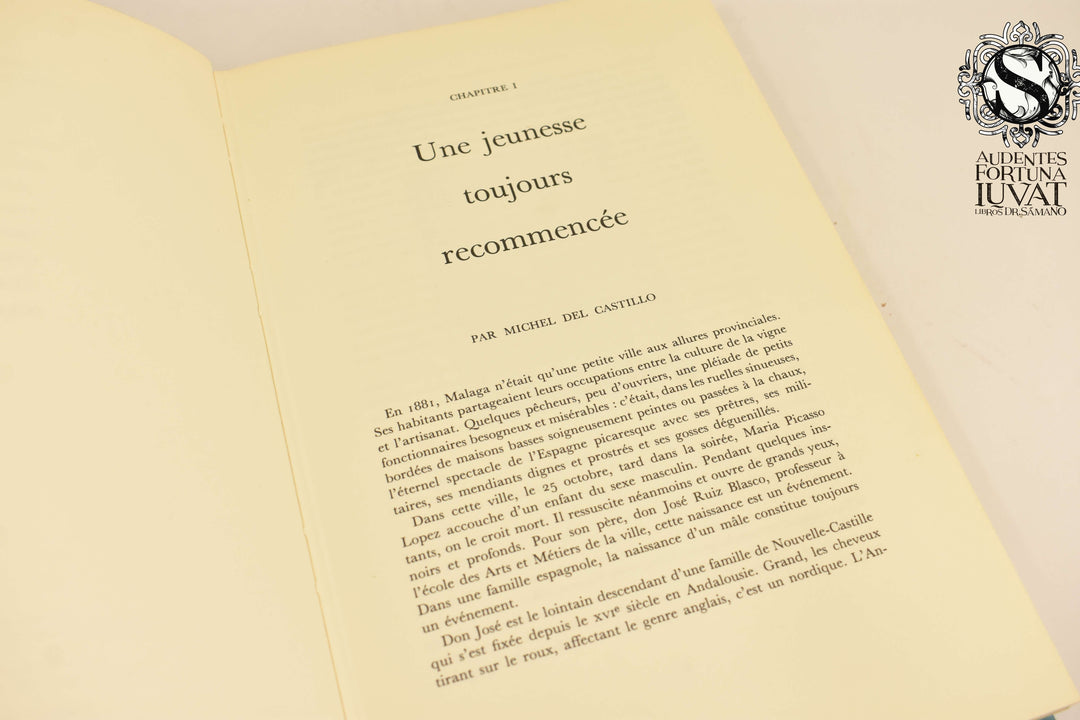 CHAPITRE I
Une jeunesse
toujours
recommencée
PAR MICHEL DEL CASTILLO
En 1881, Malaga n'était qu'une petite ville aux allures provinciales.
Ses habitants partageaient leurs occupations entre la culture de la vigne
et l'artisanat. Quelques pêcheurs, peu d'ouvriers, une pléiade de petits
fonctionnaires besogneux et misérables : c'était, dans les ruelles sinueuses,
bordées de maisons basses soigneusement peintes ou passées à la chaux,
l'éternel spectacle de l'Espagne picaresque avec ses prêtres, ses mili-
taires, ses mendiants dignes et prostrés et ses gosses déguenillés.
Dans cette ville, le 25 octobre, tard dans la soirée, Maria Picasso
Lopez accouche d'un enfant du sexe masculin. Pendant quelques ins-
tants, on le croit mort. Il ressuscite néanmoins et ouvre de grands yeux,
noirs et profonds. Pour son père, don José Ruiz Blasco, professeur à
l'école des Arts et Métiers de la ville, cette naissance est un événement.
Dans une famille espagnole, la naissance d'un mâle constitue toujours
un événement.
Don José est le lointain descendant d'une famille de Nouvelle-Castille
qui s'est fixée depuis le XVIe siècle en Andalousie. Grand, les cheveux
tirant sur le roux, affectant le genre anglais, c'est un nordique. L'An-
S
AUDENTES
FORTUNA
IUVAT
LIBROS DR. SÁMANO